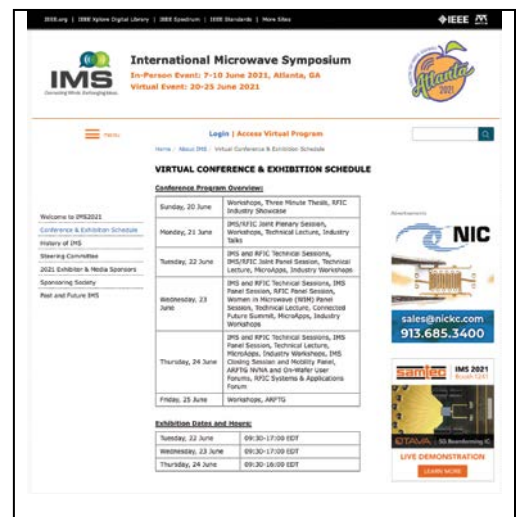 IEEE.org | IEEE Xplore Digital Library | IEEE Spectrum | IEEE Standards | More Sites
IEEE
IMS
Connecting Minds. Exchanging Ideas.
International Microwave Symposium
In-Person Event: 7-10 June 2021, Atlanta, GA
Virtual Event: 20-25 June 2021
Atlanta
2021
menu
Login | Access Virtual Program
Home / About IMS / Virtual Conference & Exhibition Schedule
Welcome to IMS2021
Conference & Exhibition Schedule
History of IMS
Steering Committee
2021 Exhibitor & Media Sponsors
Sponsoring Society
Past and Future IMS
VIRTUAL CONFERENCE & EXHIBITION SCHEDULE
Conference Program Overview:
Sunday, 20 June
Workshops, Three Minute Thesis, RFIC
Industry Showcase
Monday, 21 June
IMS/RFIC Joint Plenary Session,
Workshops, Technical Lecture, Industry
Talks
Tuesday, 22 June
IMS and RFIC Technical Sessions,
IMS/RFIC Joint Panel Session, Technical
Lecture, MicroApps, Industry Workshops
Wednesday, 23
June
IMS and RFIC Technical Sessions, IMS
Panel Session, RFIC Panel Session,
Women in Microwave (WIM) Panel
Session, Technical Lecture, Connected
Future Summit, MicroApps, Industry
Workshops
Thursday, 24 June
IMS and RFIC Technical Sessions, IMS
Panel Session, Technical Lecture,
MicroApps, Industry Workshops, IMS
Closing Session and Mobility Panel,
ARFTG NVNA and On-Wafer User
Forums, RFIC Systems & Applications
Forum
Friday, 25 June
Workshops, ARFTG
Exhibition Dates and Hours:
Tuesday, 22 June
09:30-17:00 EDT
Wednesday, 23 June
09:30-17:00 EDT
Thursday, 24 June
09:30-16:00 EDT
Advertisements
NIC
sales@nickc.com
913.685.3400
samtec
IMS 2021
OTAVA | 5G Beamforming IC
LIVE DEMONSTRATION
LEARN MORE